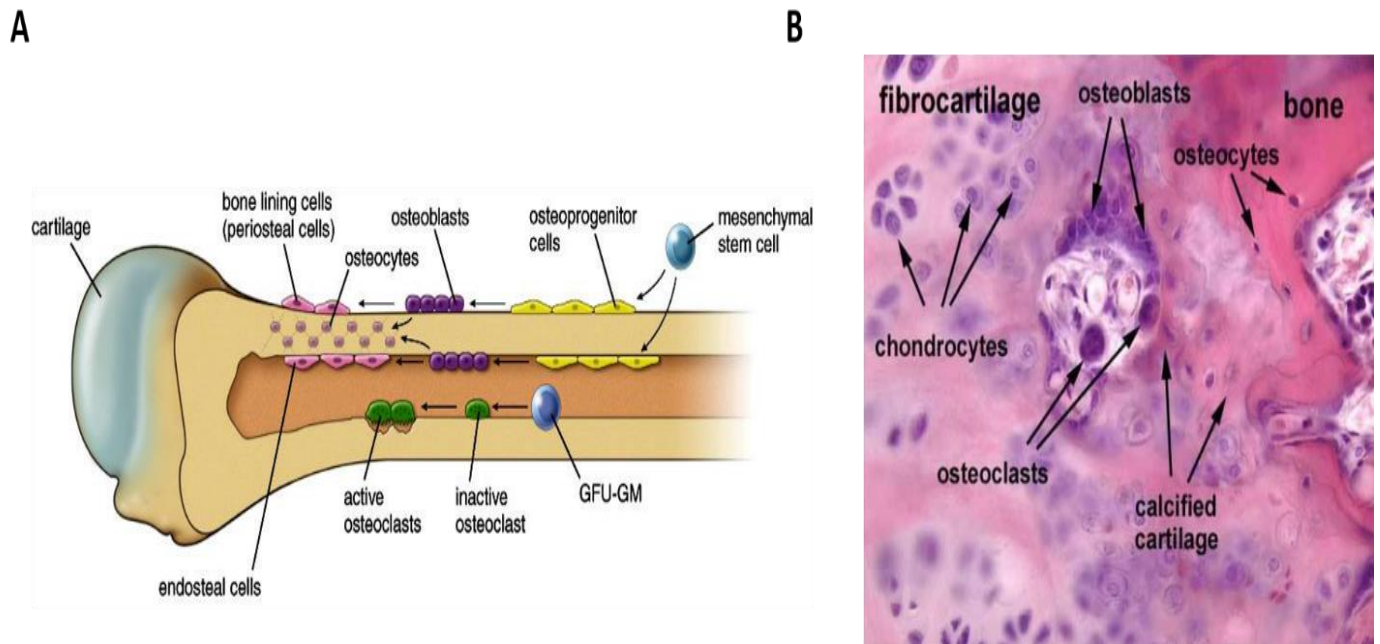 A
B
cartilage
bone lining cells
(periosteal cells)
osteocytes
osteoblasts
osteoprogenitor
cells
mesenchymal
stem cell
active
osteoclasts
inactive
osteoclast
GFU-GM
endosteal cells
fibrocartilage
osteoblasts
bone
osteocytes
chondrocytes
osteoclasts
calcified
cartilage